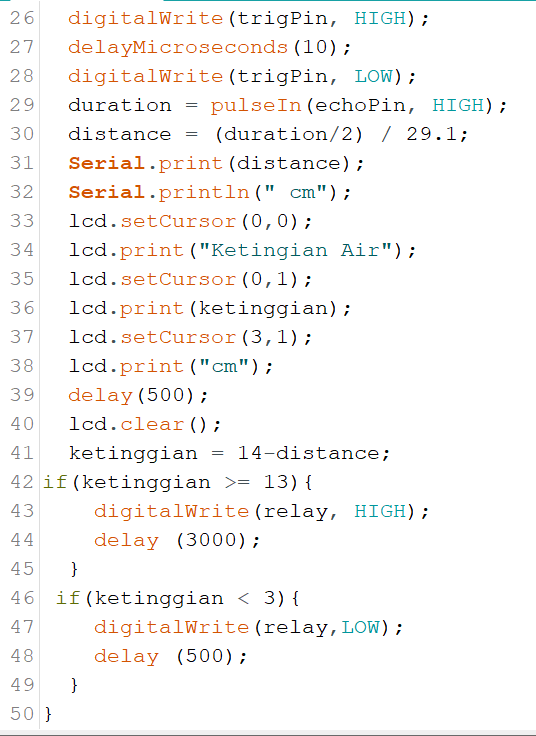 26 digitalWrite(trigPin, HIGH);
27 delayMicroseconds(10);
28 digitalWrite(trigPin, LOW);
29 duration = pulseIn(echoPin, HIGH);
30 distance = (duration/2) / 29.1;
31 Serial.print(distance);
32 Serial.println(" cm");
33 lcd.setCursor(0,0);
34 lcd.print("Ketingian Air");
35 lcd.setCursor(0,1);
36 lcd.print(ketinggian);
37 lcd.setCursor(3,1);
38 lcd.print("cm");
39 delay(500);
40 lcd.clear();
41 ketinggian = 14-distance;
42 if(ketinggian >= 13){
43 digitalWrite(relay, HIGH);
44 delay (3000);
45 }
46 if(ketinggian < 3){
47 digitalWrite(relay,LOW);
48 delay (500);
49 }
50 }